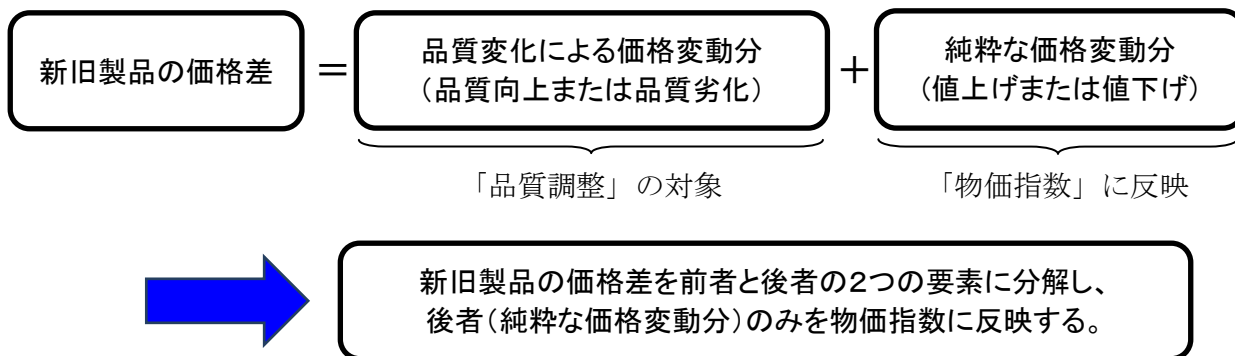 新旧製品の価格差
=
品質変化による価格変動分
(品質向上または品質劣化)
+
純粋な価格変動分
(値上げまたは値下げ)
「品質調整」の対象
「物価指数」に反映
新旧製品の価格差を前者と後者の2つの要素に分解し、
後者(純粋な価格変動分)のみを物価指数に反映する。